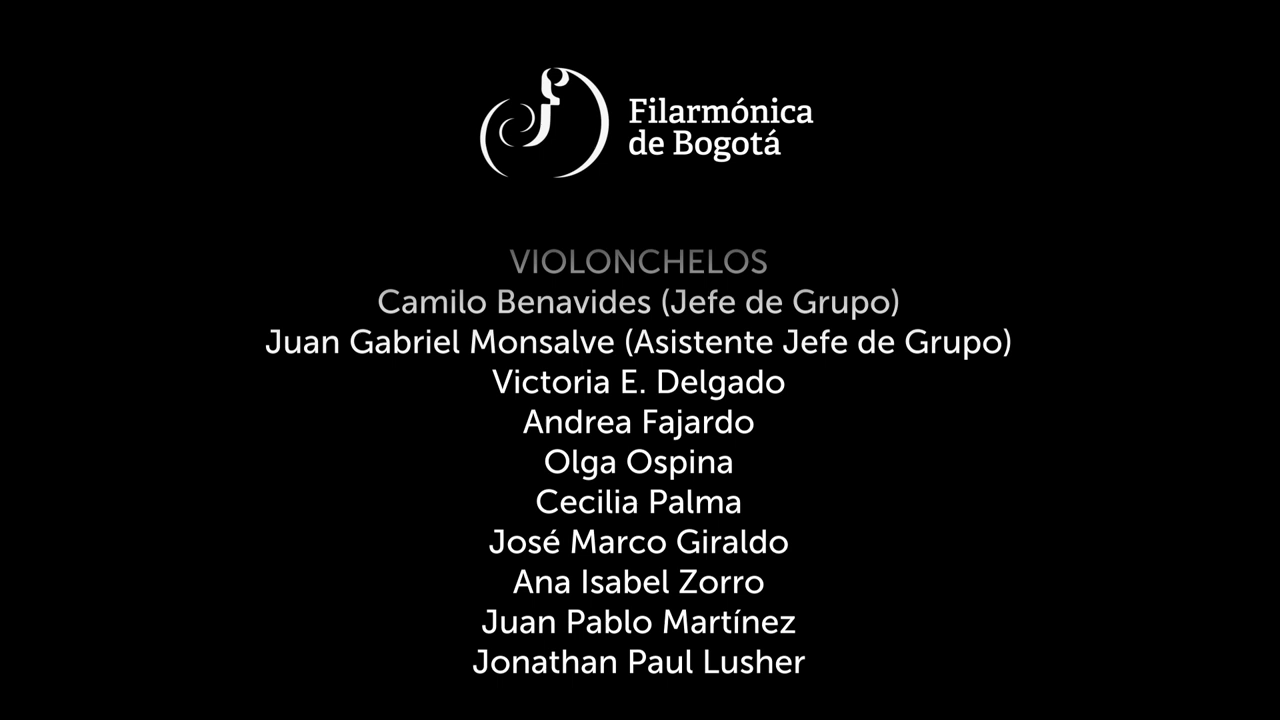 Filarmónica
de Bogotá
VIOLONCHELOS
Camilo Benavides (Jefe de Grupo)
Juan Gabriel Monsalve (Asistente Jefe de Grupo)
Victoria E. Delgado
Andrea Fajardo
Olga Ospina
Cecilia Palma
José Marco Giraldo
Ana Isabel Zorro
Juan Pablo Martínez
Jonathan Paul Lusher